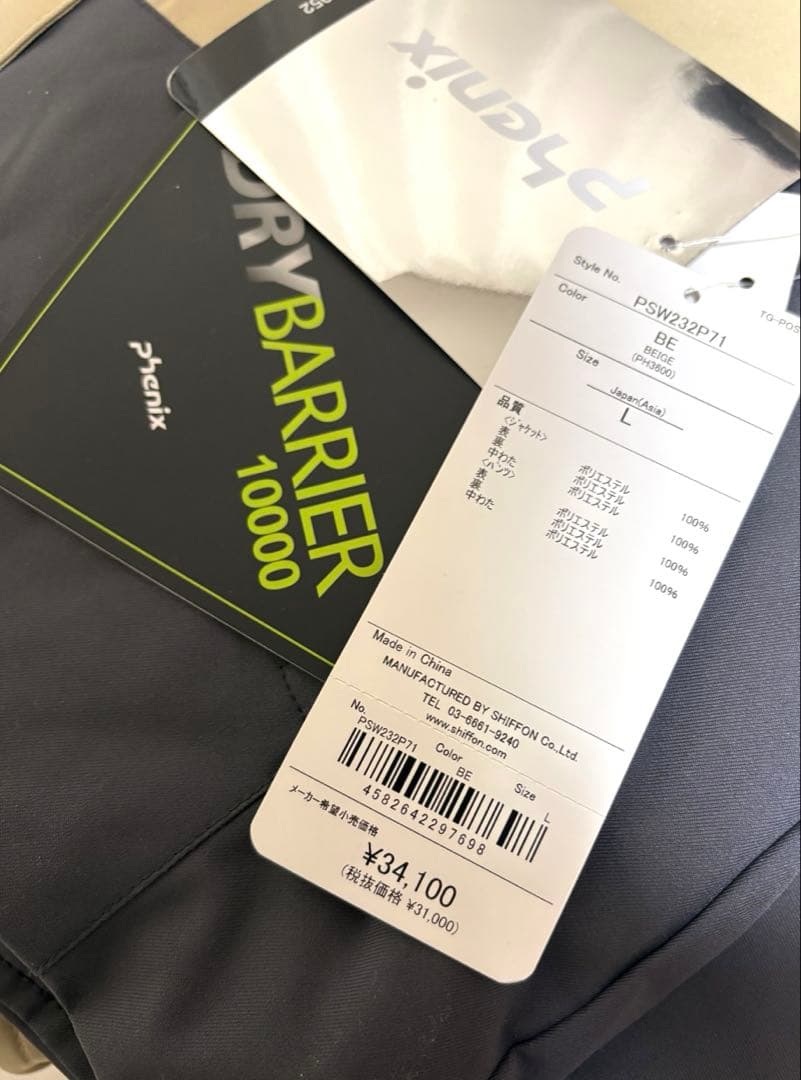 052
phenix
DRY
BARRIER
10000
phenix
TG-POS
Style No.
PSW232P71
Color
BE
BEIGE
(PH3600)
Size
Japan(Asia)
L
品質
<ジャケット>
表 ポリエステル 100%
裏 ポリエステル 100%
中わた ポリエステル 100%
<パンツ>
表 ポリエステル 100%
裏 ポリエステル
中わた ポリエステル
Made in China
MANUFACTURED BY SHIFFON Co.,Ltd.
TEL 03-6661-9240
www.shiffon.com
No. Color Size
PSW232P71 BE L
4582642297698
メーカー希望小売価格
¥34,100
(税抜価格 ¥31,000)